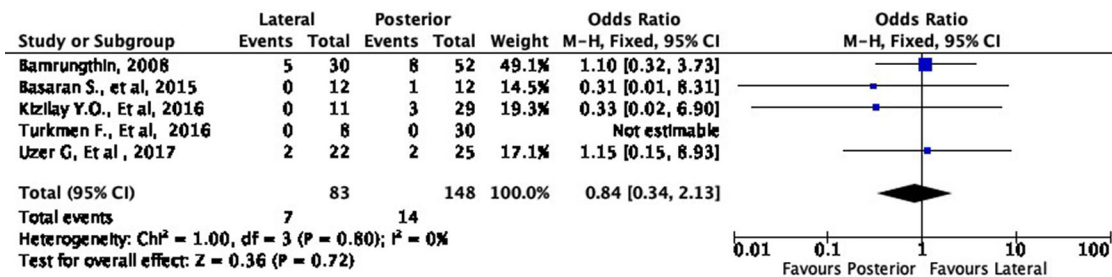 Lateral Posterior Odds Ratio Odds Ratio
Study or Subgroup Events Total Events Total Weight M-H, Fixed, 95% CI M-H, Fixed, 95% CI
Bamrungthin, 2008 5 30 8 52 49.1% 1.10 [0.32, 3.73]
Basaran S., et al, 2015 0 12 1 12 14.5% 0.31 [0.01, 8.31]
Kizilay Y.O., Et al, 2016 0 11 3 29 19.3% 0.33 [0.02, 6.90]
Turkmen F., Et al, 2016 0 8 0 30 Not estimable
Uzer G, Et al , 2017 2 22 2 25 17.1% 1.15 [0.15, 8.93]
Total (95% CI) 83 148 100.0% 0.84 [0.34, 2.13]
Total events 7 14
Heterogeneity: Chi² = 1.00, df = 3 (P = 0.80); I² = 0%
Test for overall effect: Z = 0.36 (P = 0.72)
0.01 0.1 1 10 100
Favours Posterior Favours Lateral